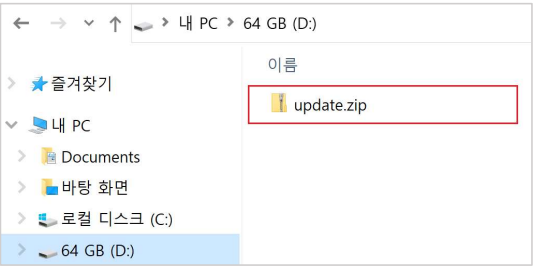 내 PC > 64 GB (D:)
이름
즐겨찾기
update.zip
내 PC
Documents
바탕 화면
로컬 디스크 (C:)
64 GB (D:)